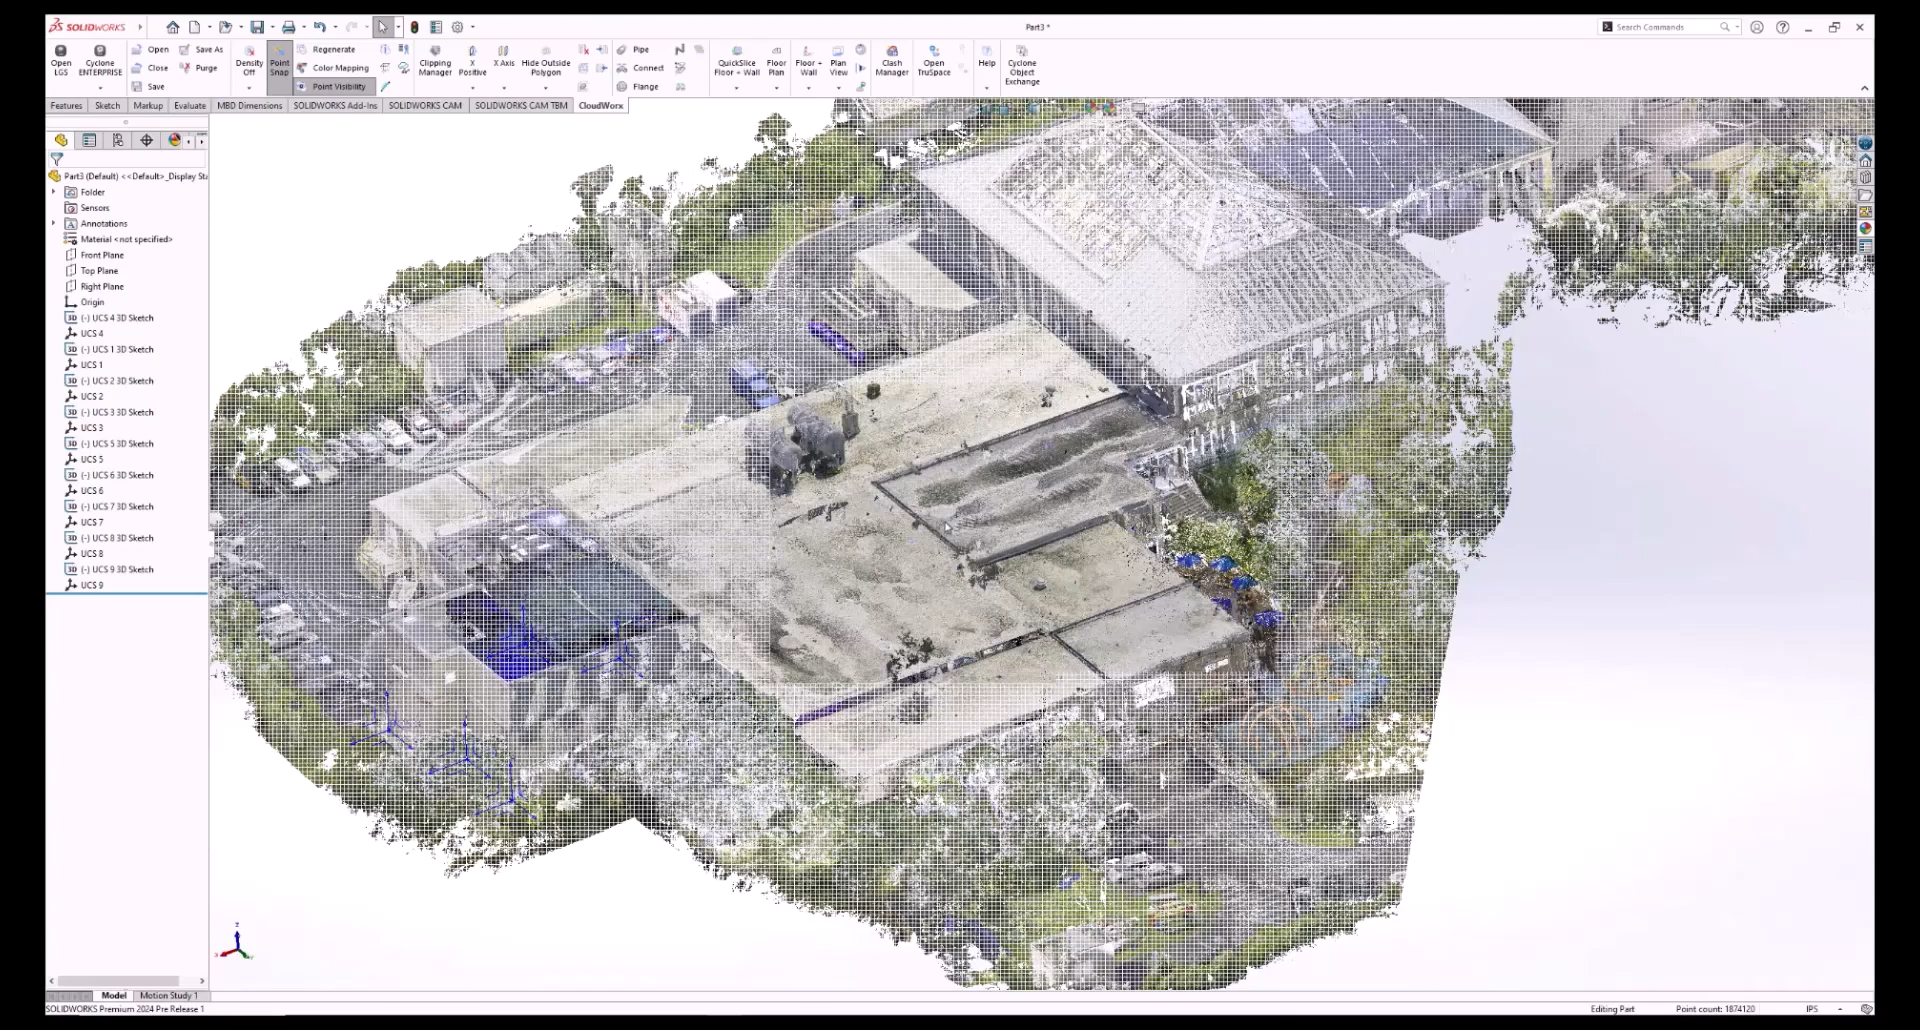 SOLIDWORKS
Part3 *
Search Commands
Open LGS
Cyclone ENTERPRISE
Open
Save As
Close
Purge
Save
Density Off
Point Snap
Regenerate
Color Mapping
Point Visibility
Clipping Manager
X Positive
X Axis
Hide Outside Polygon
Pipe
Connect
Flange
QuickSlice Floor + Wall
Floor Plan
Floor + Wall
Plan View
Clash Manager
Open TruSpace
Help
Cyclone Object Exchange
Features
Sketch
Markup
Evaluate
MBD Dimensions
SOLIDWORKS Add-Ins
SOLIDWORKS CAM
SOLIDWORKS CAM TBM
CloudWorx
Part3 (Default) <<Default>_Display Sta
Folder
Sensors
Annotations
Material <not specified>
Front Plane
Top Plane
Right Plane
Origin
(-) UCS 4 3D Sketch
UCS 4
(-) UCS 1 3D Sketch
UCS 1
(-) UCS 2 3D Sketch
UCS 2
(-) UCS 3 3D Sketch
UCS 3
(-) UCS 5 3D Sketch
UCS 5
(-) UCS 6 3D Sketch
UCS 6
(-) UCS 7 3D Sketch
UCS 7
(-) UCS 8 3D Sketch
UCS 8
(-) UCS 9 3D Sketch
UCS 9
Model
Motion Study 1
SOLIDWORKS Premium 2024 Pre Release 1
Editing Part
Point count: 1874120
IPS